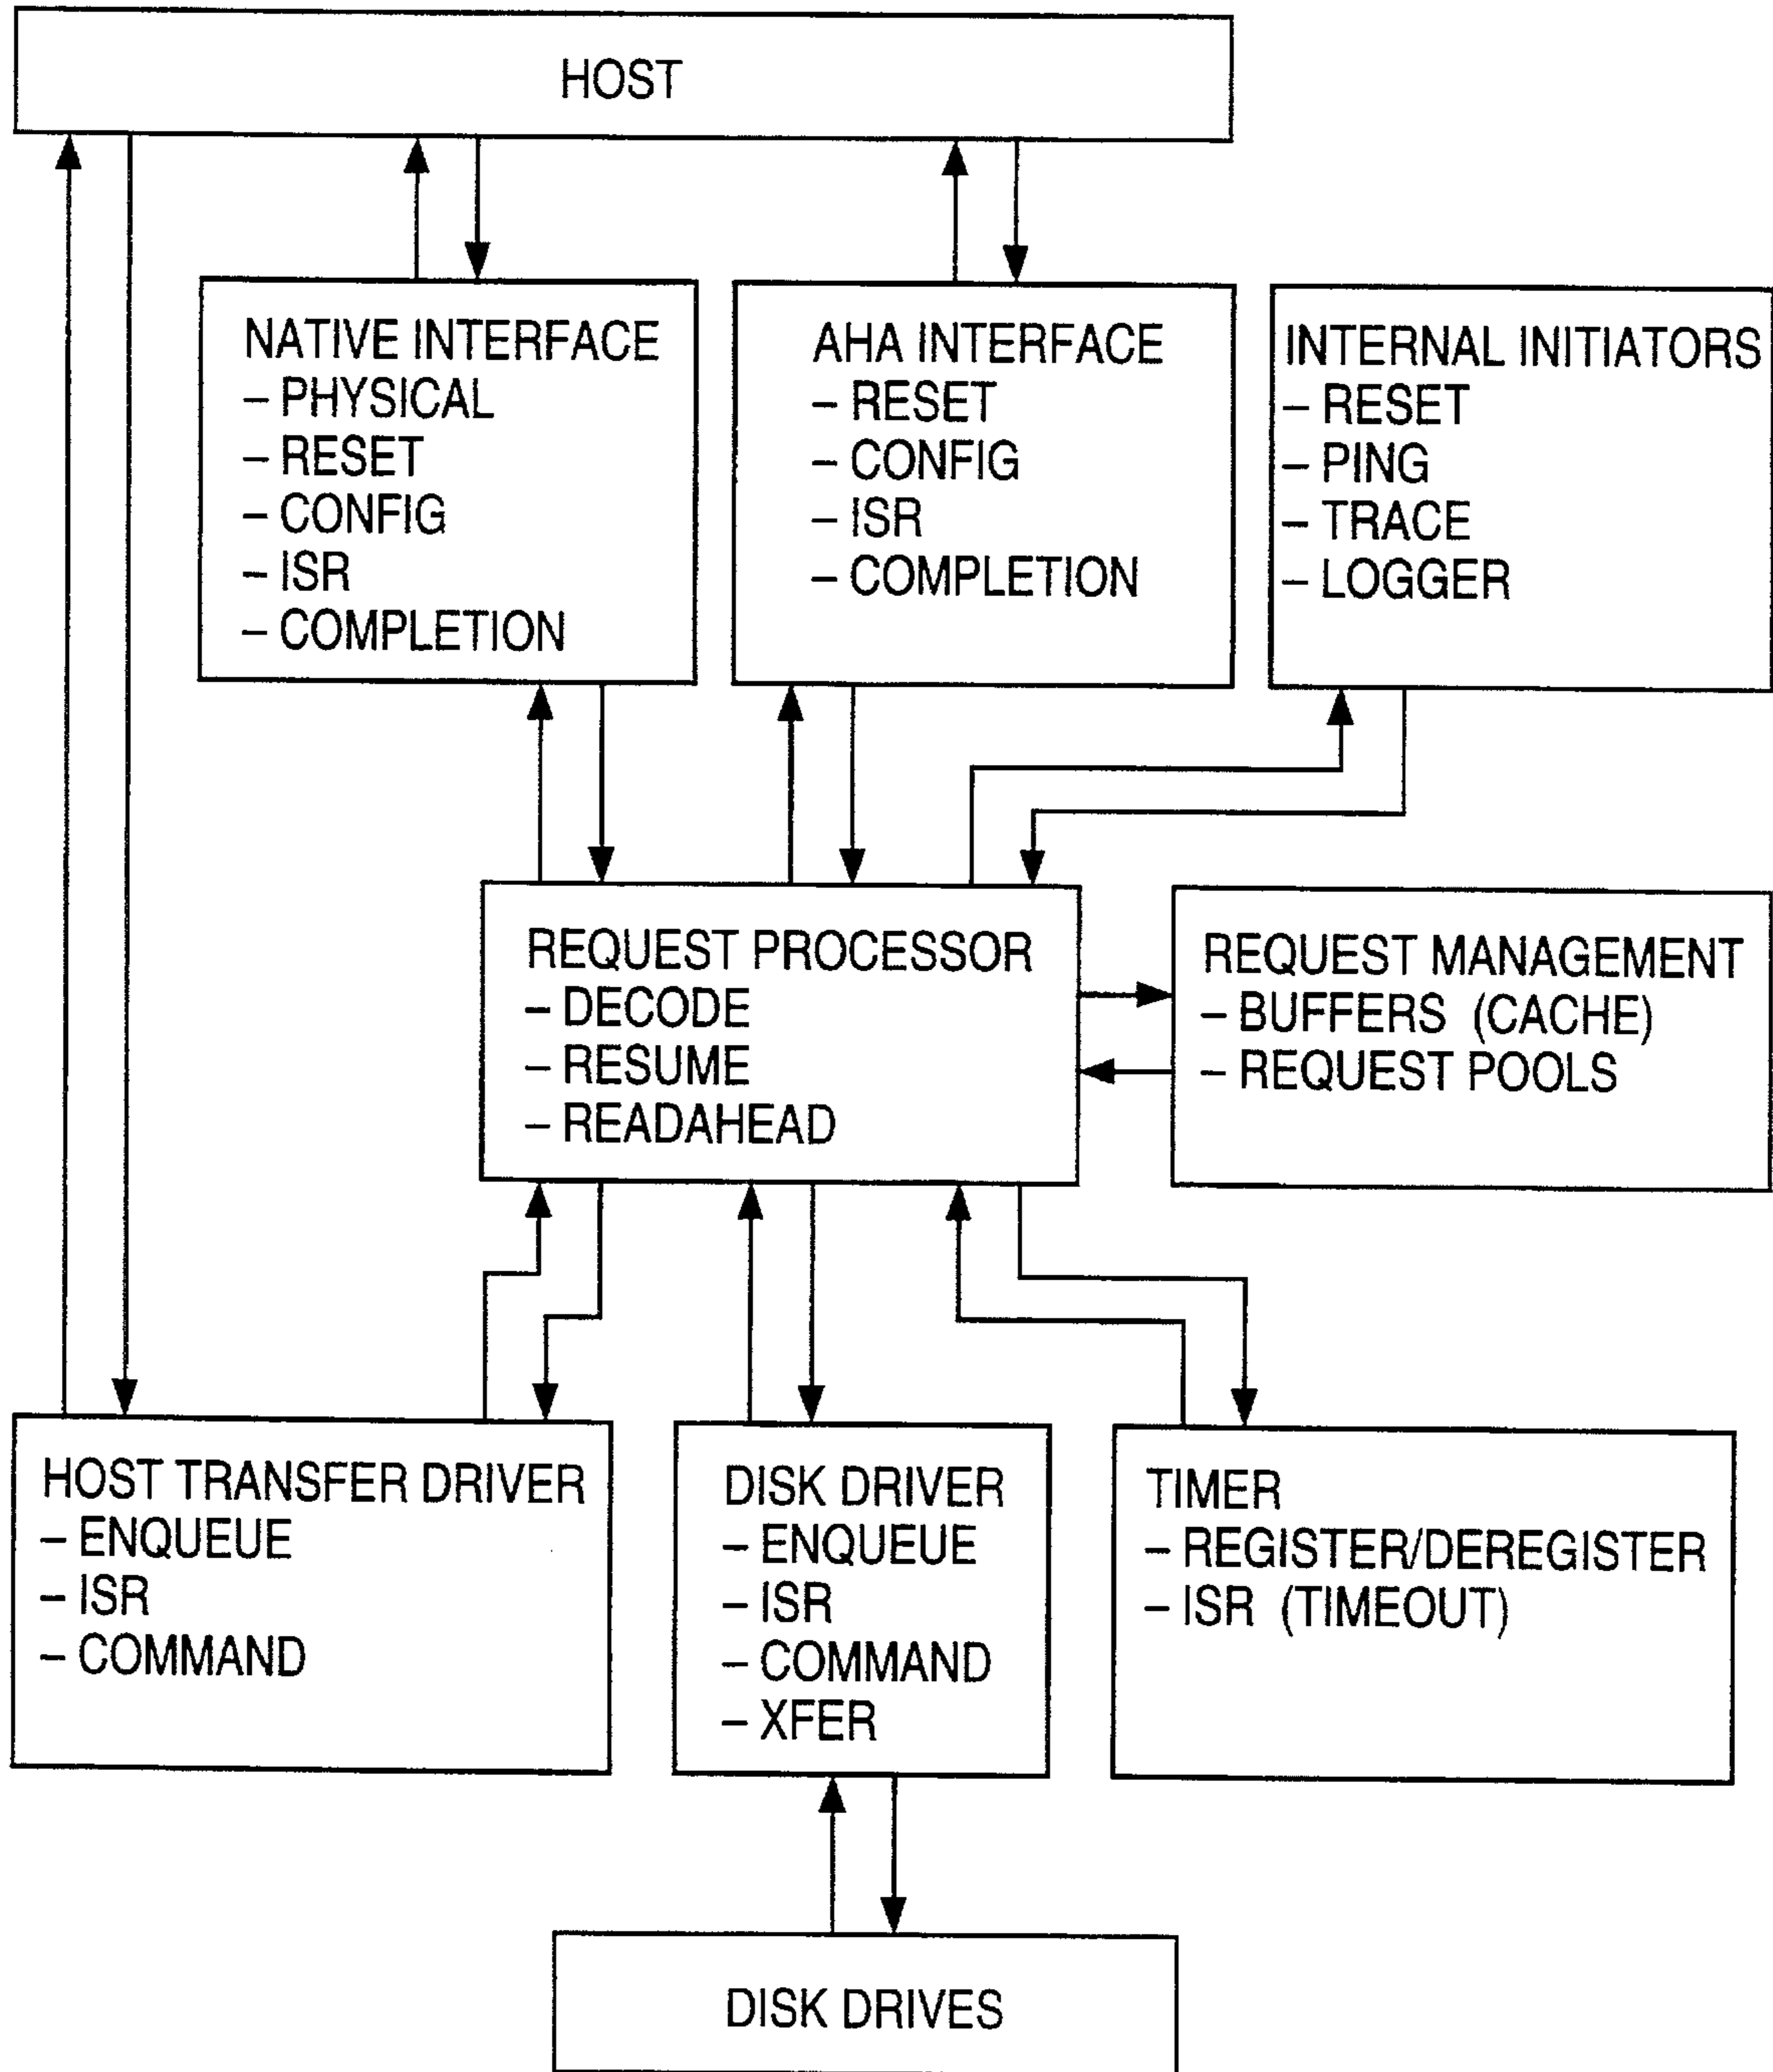 HOST
NATIVE INTERFACE
– PHYSICAL
– RESET
– CONFIG
– ISR
– COMPLETION
AHA INTERFACE
– RESET
– CONFIG
– ISR
– COMPLETION
INTERNAL INITIATORS
– RESET
– PING
– TRACE
– LOGGER
REQUEST PROCESSOR
– DECODE
– RESUME
– READAHEAD
REQUEST MANAGEMENT
– BUFFERS (CACHE)
– REQUEST POOLS
HOST TRANSFER DRIVER
– ENQUEUE
– ISR
– COMMAND
DISK DRIVER
– ENQUEUE
– ISR
– COMMAND
– XFER
TIMER
– REGISTER/DEREGISTER
– ISR (TIMEOUT)
DISK DRIVES